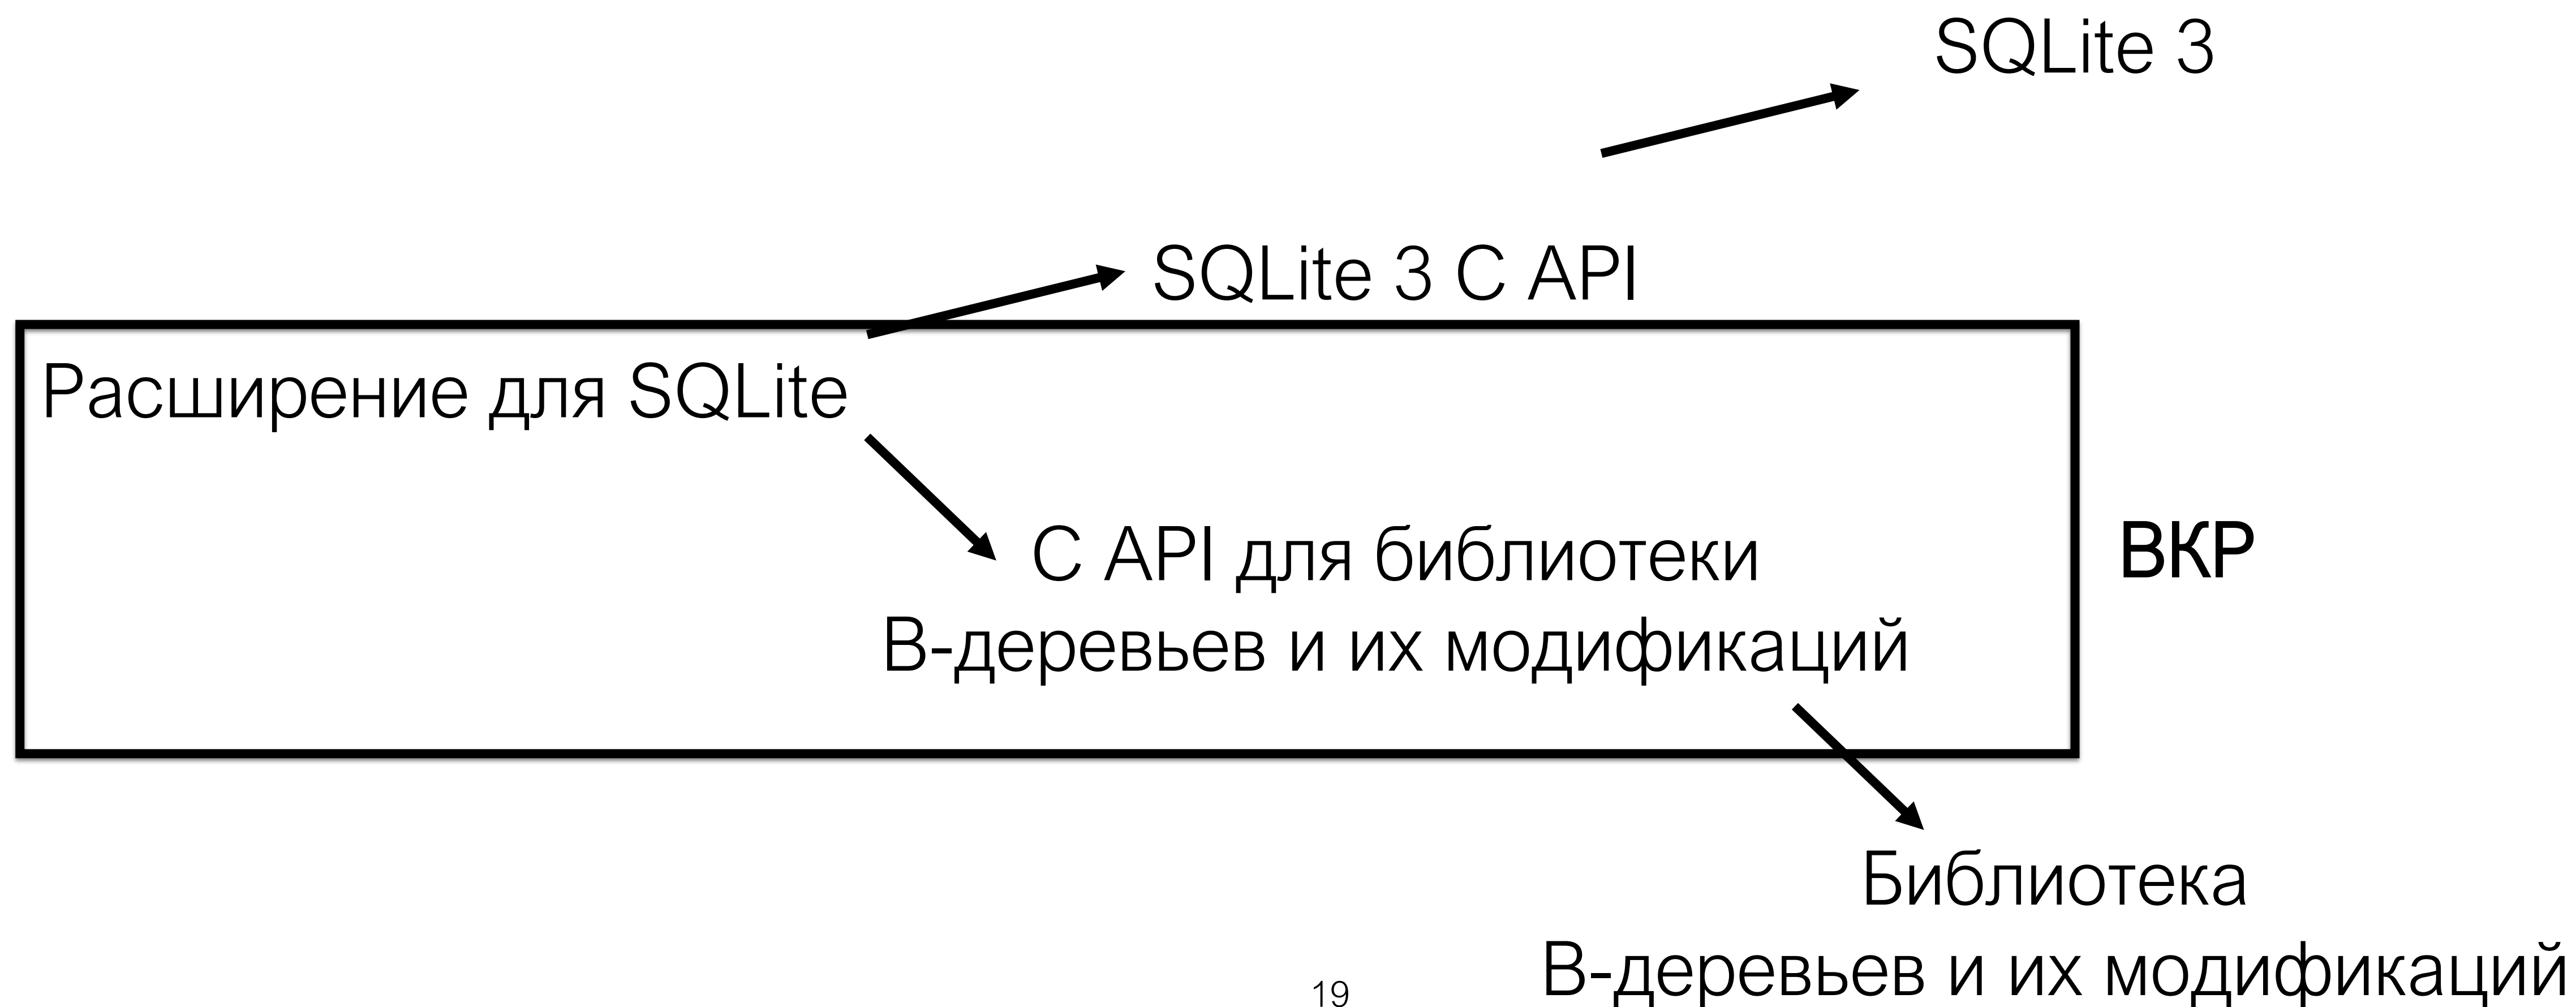 SQLite 3
SQLite 3 C API
Расширение для SQLite
C API для библиотеки
B-деревьев и их модификаций
ВКР
Библиотека
B-деревьев и их модификаций
19